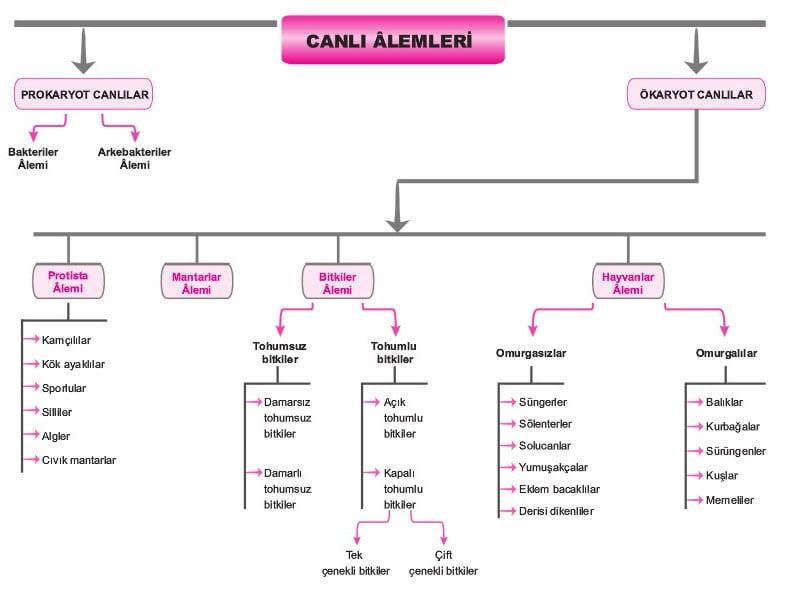 CANLI ÂLEMLERİ
PROKARYOT CANLILAR
ÖKARYOT CANLILAR
Bakteriler
Âlemi
Arkebakteriler
Âlemi
Protista
Âlemi
Mantarlar
Âlemi
Bitkiler
Âlemi
Hayvanlar
Âlemi
Kamçılılar
Kök ayaklılar
Sporlular
Silliler
Algler
Cıvık mantarlar
Tohumsuz
bitkiler
Damarsız
tohumsuz
bitkiler
Damarlı
tohumsuz
bitkiler
Tohumlu
bitkiler
Açık
tohumlu
bitkiler
Kapalı
tohumlu
bitkiler
Tek
çenekli bitkiler
Çift
çenekli bitkiler
Omurgasızlar
Süngerler
Sölenterler
Solucanlar
Yumuşakçalar
Eklem bacaklılar
Derisi dikenliler
Omurgalılar
Balıklar
Kurbağalar
Sürüngenler
Kuşlar
Memeliler